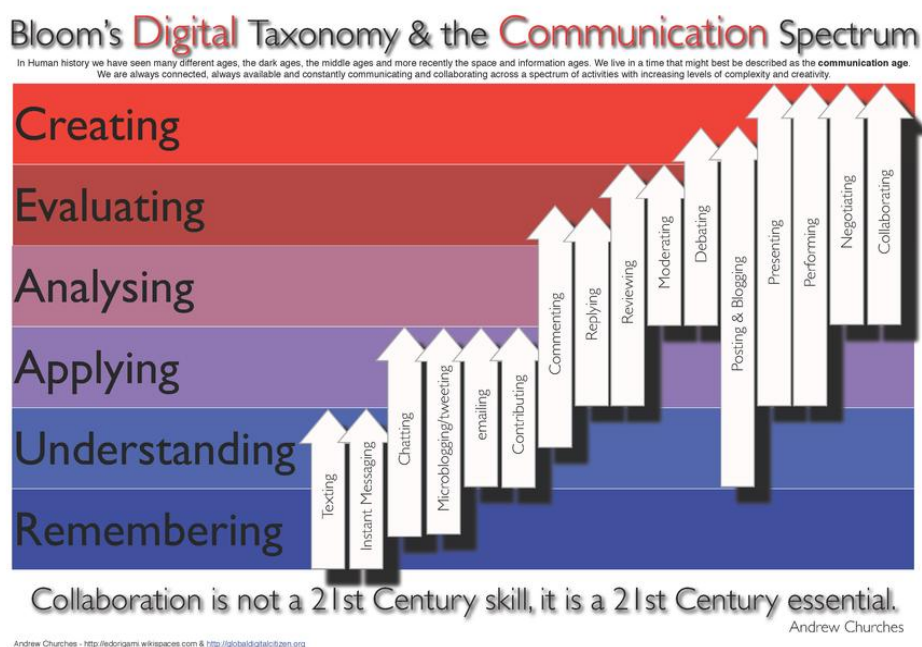 Bloom's Digital Taxonomy & the Communication Spectrum
In Human history we have seen many different ages, the dark ages, the middle ages and more recently the space and information ages. We live in a time that might best be described as the communication age.
We are always connected, always available and constantly communicating and collaborating across a spectrum of activities with increasing levels of complexity and creativity.
Creating
Evaluating
Analysing
Applying
Understanding
Remembering
Texting
Instant Messaging
Chatting
Microblogging/tweeting
emailing
Contributing
Commenting
Replying
Reviewing
Moderating
Debating
Posting & Blogging
Presenting
Performing
Negotiating
Collaborating
Collaboration is not a 21st Century skill, it is a 21st Century essential.
Andrew Churches
Andrew Churches - http://edorigami.wikispaces.com & http://globaldigitalcitizen.org